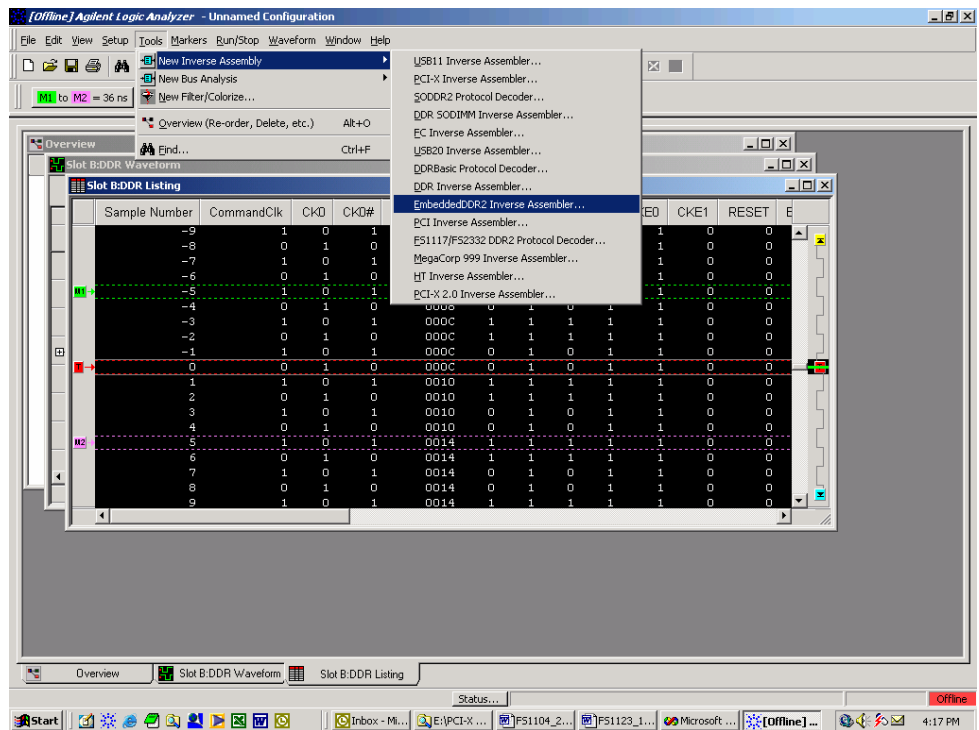 [Offline] Agilent Logic Analyzer - Unnamed Configuration
File Edit View Setup Tools Markers Run/Stop Waveform Window Help
M1 to M2 = 36 ns
New Inverse Assembly
New Bus Analysis
New Filter/Colorize...
Overview (Re-order, Delete, etc.) Alt+O
Find... Ctrl+F
USB11 Inverse Assembler...
PCI-X Inverse Assembler...
SODDR2 Protocol Decoder...
DDR SODIMM Inverse Assembler...
FC Inverse Assembler...
USB20 Inverse Assembler...
DDRBasic Protocol Decoder...
DDR Inverse Assembler...
EmbeddedDDR2 Inverse Assembler...
PCI Inverse Assembler...
FS1117/FS2332 DDR2 Protocol Decoder...
MegaCorp 999 Inverse Assembler...
HT Inverse Assembler...
PCI-X 2.0 Inverse Assembler...
Overview
Slot B:DDR Waveform
Slot B:DDR Listing
Sample Number CommandClk CK0 CK0# KE0 CKE1 RESET
-9 1 0 1 1 0 0
-8 0 1 0 1 0 0
-7 1 0 1 1 0 0
-6 0 1 0 1 0 0
M1 -5 1 0 1 1 0 0
-4 0 1 0 0008 0 1 1 0 1 1 0 0
-3 1 0 1 000C 1 1 1 1 1 0 0
-2 0 1 0 000C 1 1 1 1 1 0 0
-1 1 0 1 000C 0 1 0 1 1 0 0
T 0 0 1 0 000C 0 1 0 1 1 0 0
1 1 0 1 0010 1 1 1 1 1 0 0
2 0 1 0 0010 1 1 1 1 1 0 0
3 1 0 1 0010 0 1 0 1 1 0 0
4 0 1 0 0010 0 1 0 1 1 0 0
M2 5 1 0 1 0014 1 1 1 1 1 0 0
6 0 1 0 0014 1 1 1 1 1 0 0
7 1 0 1 0014 0 1 0 1 1 0 0
8 0 1 0 0014 0 1 0 1 1 0 0
9 1 0 1 0014 1 1 1 1 1 0 0
T
Overview Slot B:DDR Waveform Slot B:DDR Listing
Status... Offline
Start Inbox - Mi... E:\PCI-X ... FS1104_2... FS1123_1... Microsoft ... [Offline] ... 4:17 PM